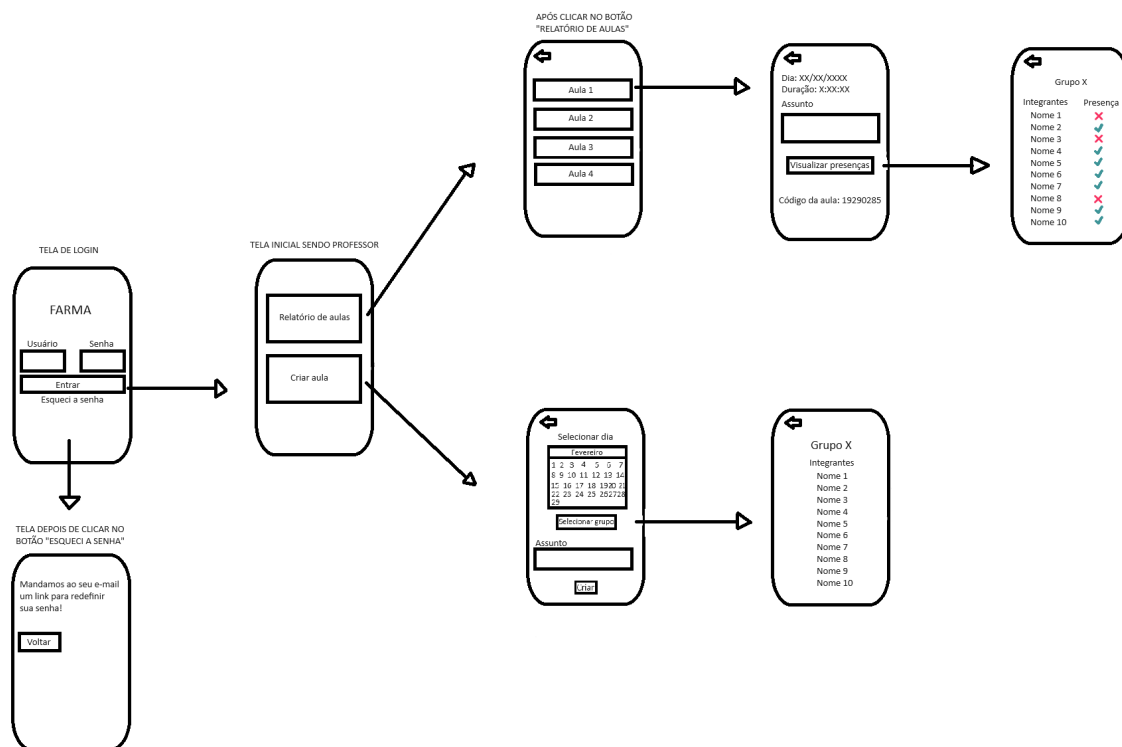 TELA DE LOGIN
FARMA
Usuário Senha
Entrar
Esqueci a senha
TELA DEPOIS DE CLICAR NO
BOTÃO "ESQUECI A SENHA"
Mandamos ao seu e-mail
um link para redefinir
sua senha!
Voltar
TELA INICIAL SENDO PROFESSOR
Relatório de aulas
Criar aula
APÓS CLICAR NO BOTÃO
"RELATÓRIO DE AULAS"
Aula 1
Aula 2
Aula 3
Aula 4
Dia: XX/XX/XXXX
Duração: X:XX:XX
Assunto
Visualizar presenças
Código da aula: 19290285
Grupo X
Integrantes Presença
Nome 1
Nome 2
Nome 3
Nome 4
Nome 5
Nome 6
Nome 7
Nome 8
Nome 9
Nome 10
Selecionar dia
Fevereiro
1 2 3 4 5 6 7
8 9 10 11 12 13 14
15 16 17 18 19 20 21
22 23 24 25 26 27 28
29
Selecionar grupo
Assunto
Criar
Grupo X
Integrantes
Nome 1
Nome 2
Nome 3
Nome 4
Nome 5
Nome 6
Nome 7
Nome 8
Nome 9
Nome 10